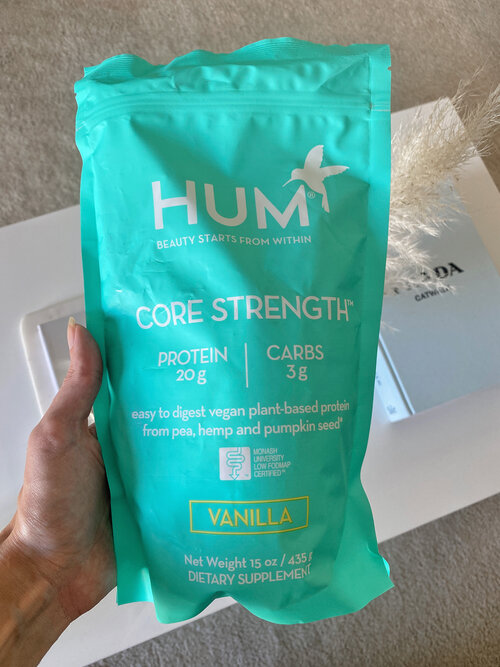 HUM®
BEAUTY STARTS FROM WITHIN
CORE STRENGTH™
PROTEIN
20 g
CARBS
3 g
easy to digest vegan plant-based protein
from pea, hemp and pumpkin seed*
MONASH
UNIVERSITY
LOW FODMAP
CERTIFIED™
VANILLA
Net Weight 15 oz / 435 g
DIETARY SUPPLEMENT